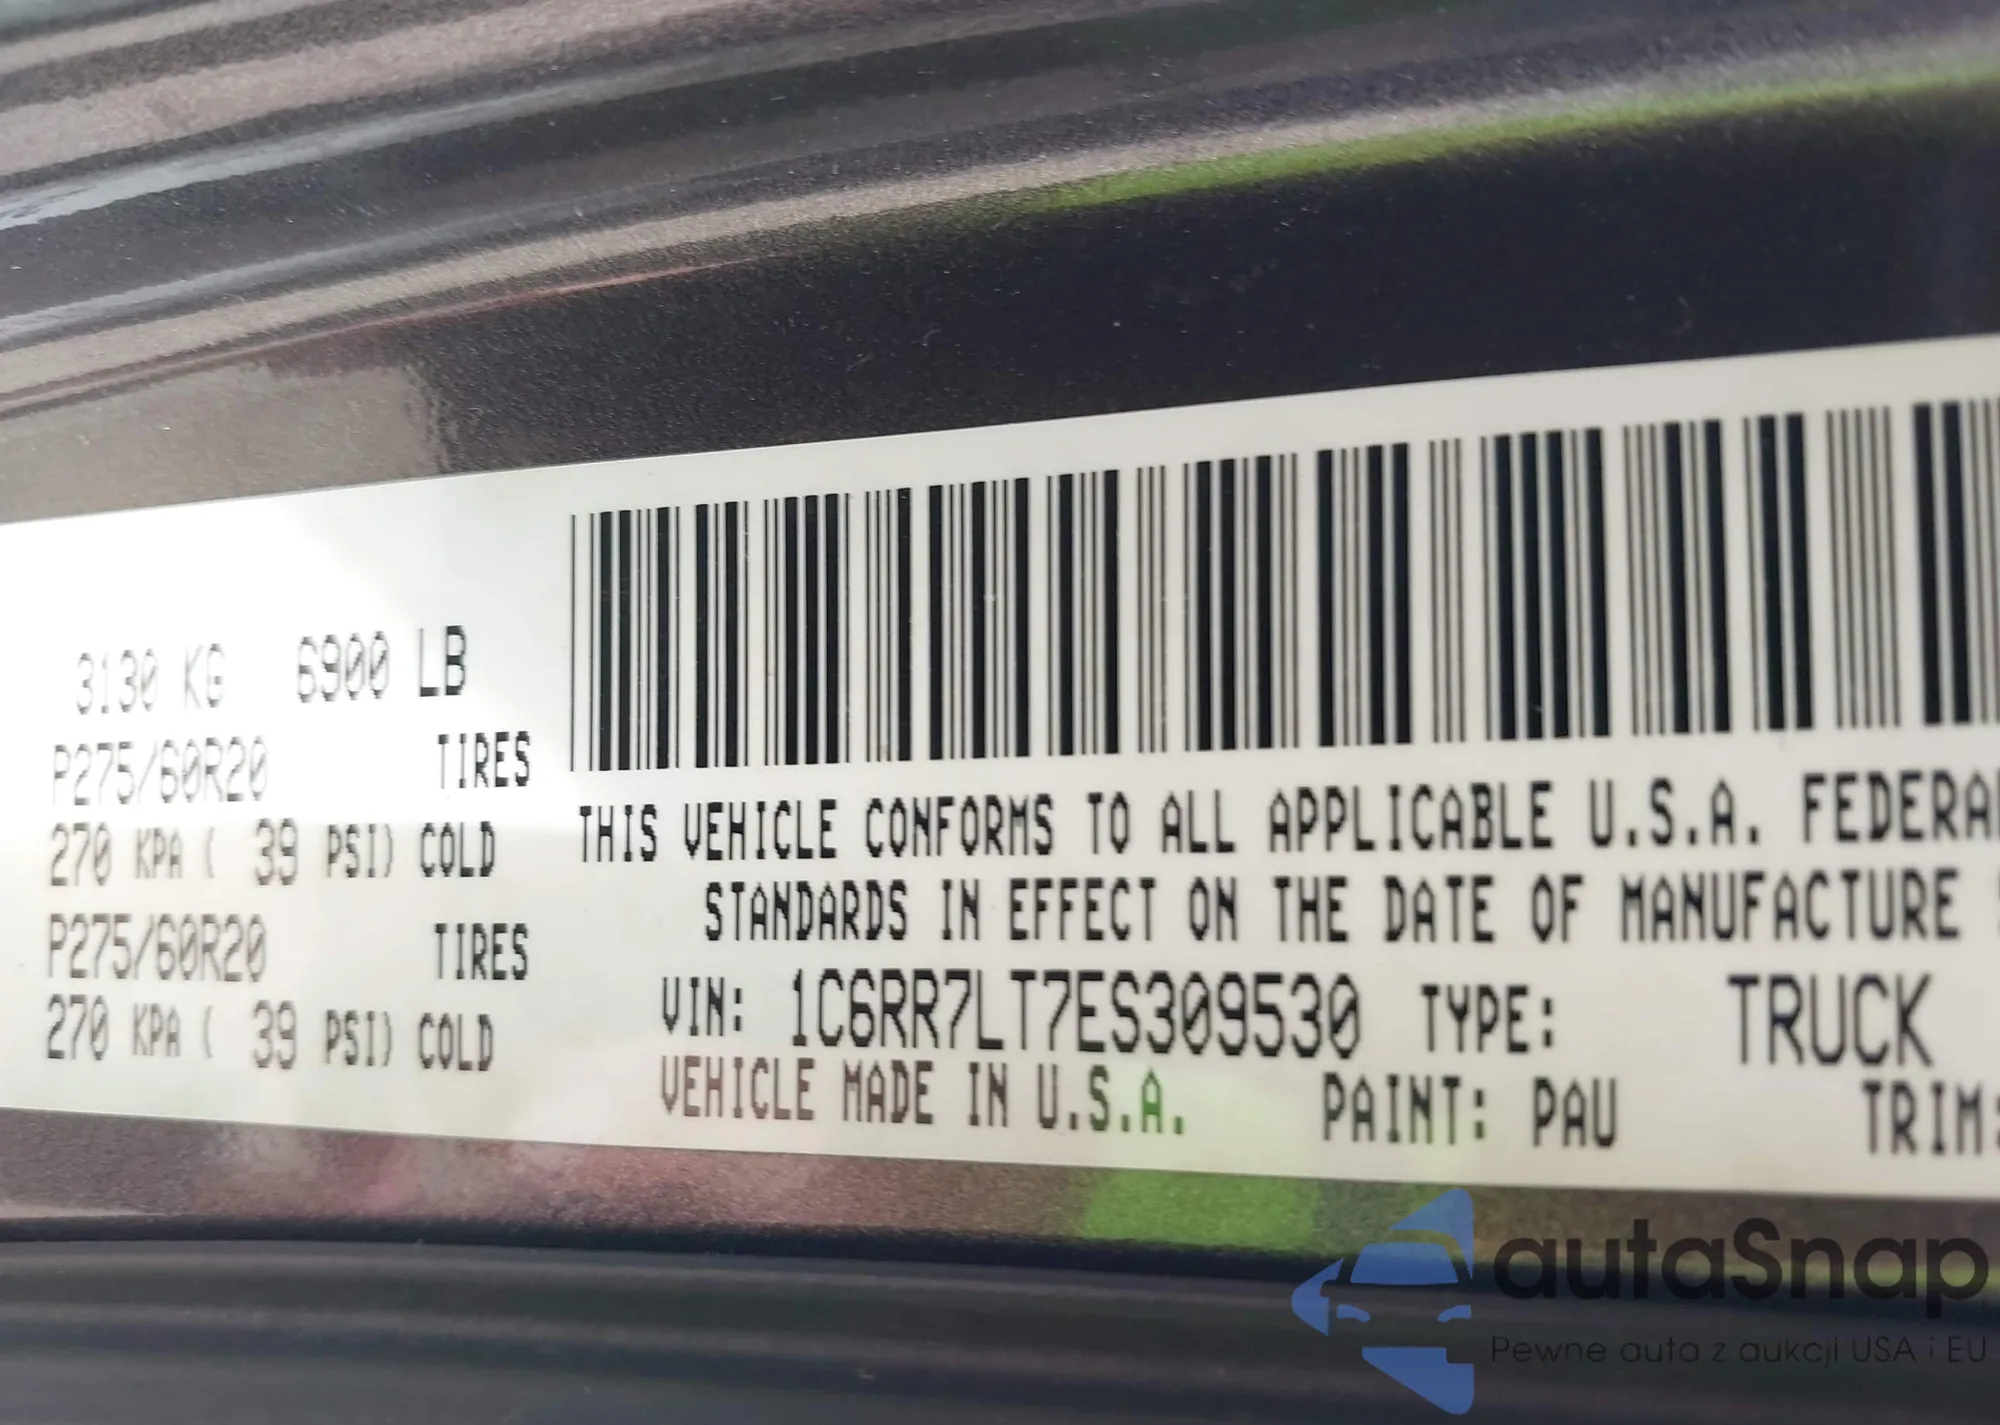 3130 KG 6900 LB
P275/60R20 TIRES
270 KPA ( 39 PSI) COLD
P275/60R20 TIRES
270 KPA ( 39 PSI) COLD
THIS VEHICLE CONFORMS TO ALL APPLICABLE U.S.A. FEDERAL
STANDARDS IN EFFECT ON THE DATE OF MANUFACTURE
VIN: 1C6RR7LT7ES309530 TYPE: TRUCK
VEHICLE MADE IN U.S.A. PAINT: PAU TRIM:
autaSnap
Pewne auta z aukcji USA i EU